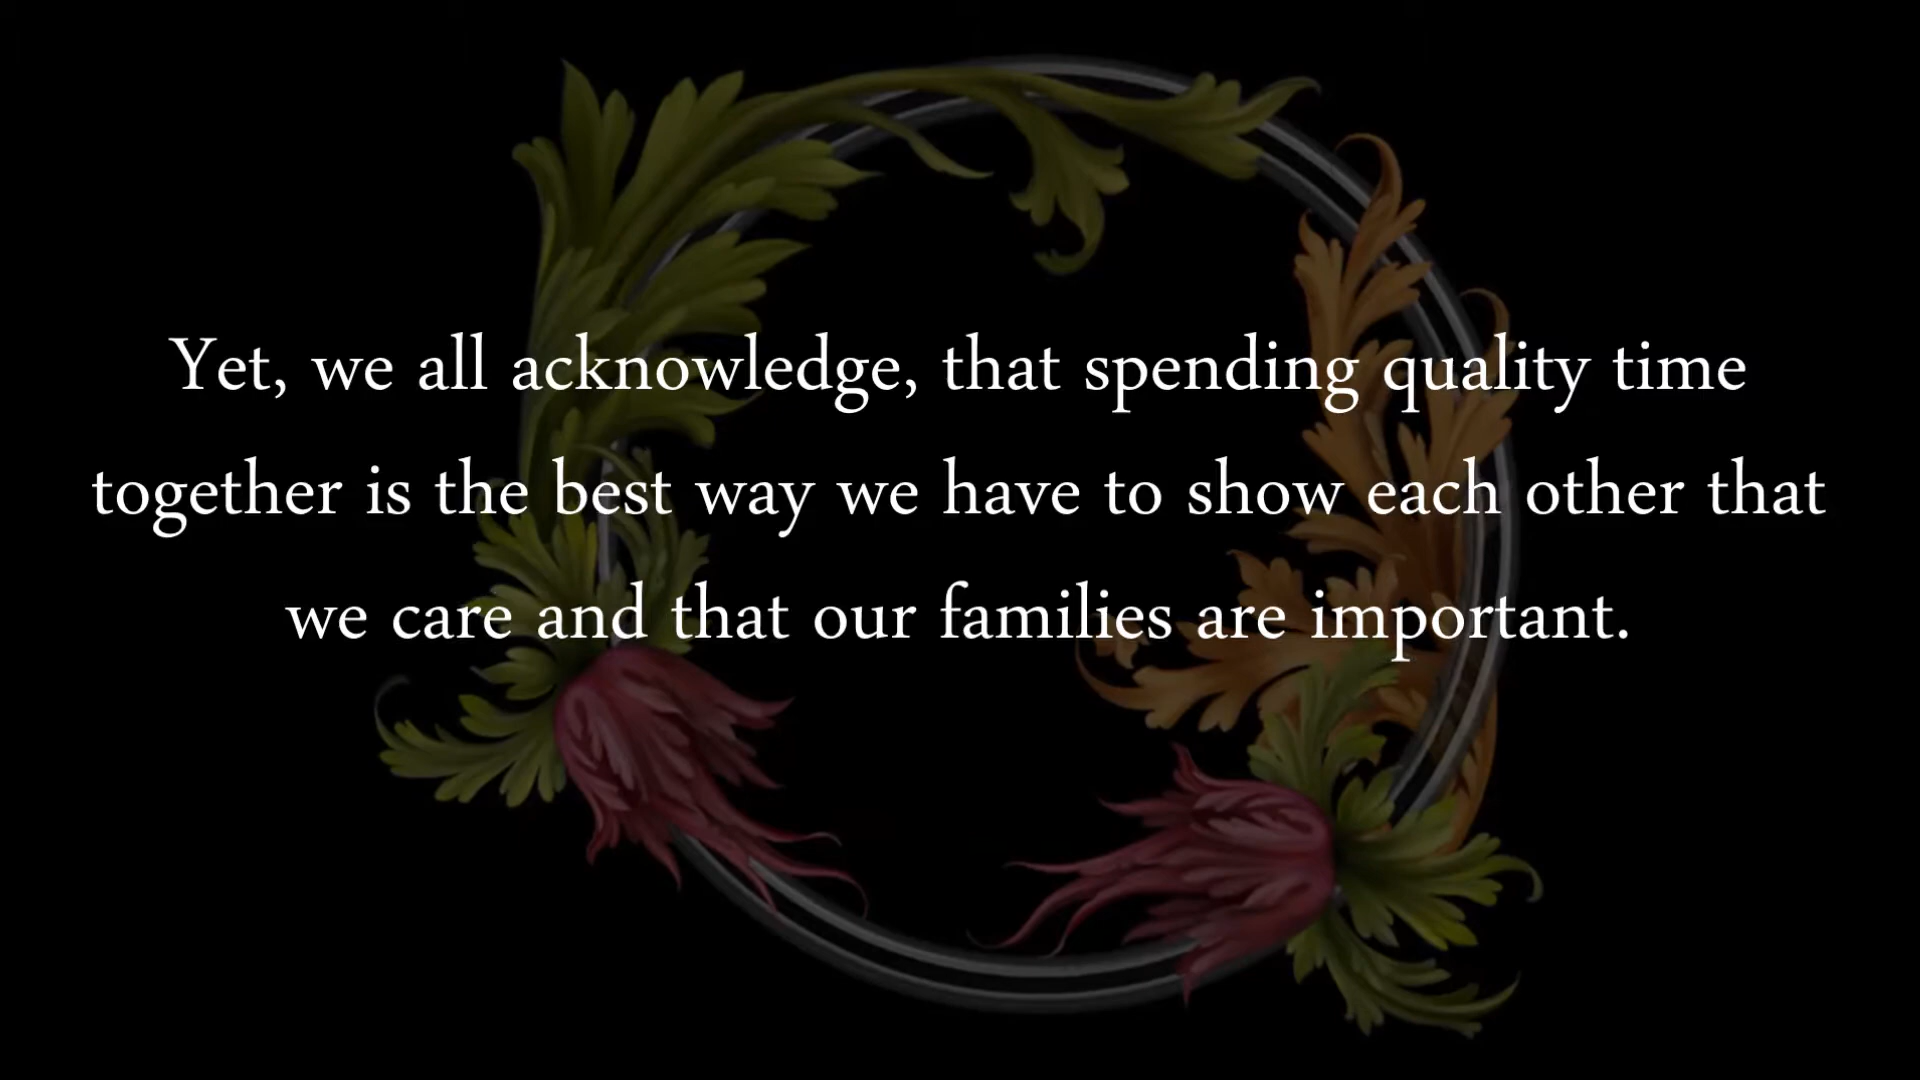 Yet, we all acknowledge, that spending quality time
together is the best way we have to show each other that
we care and that our families are important.